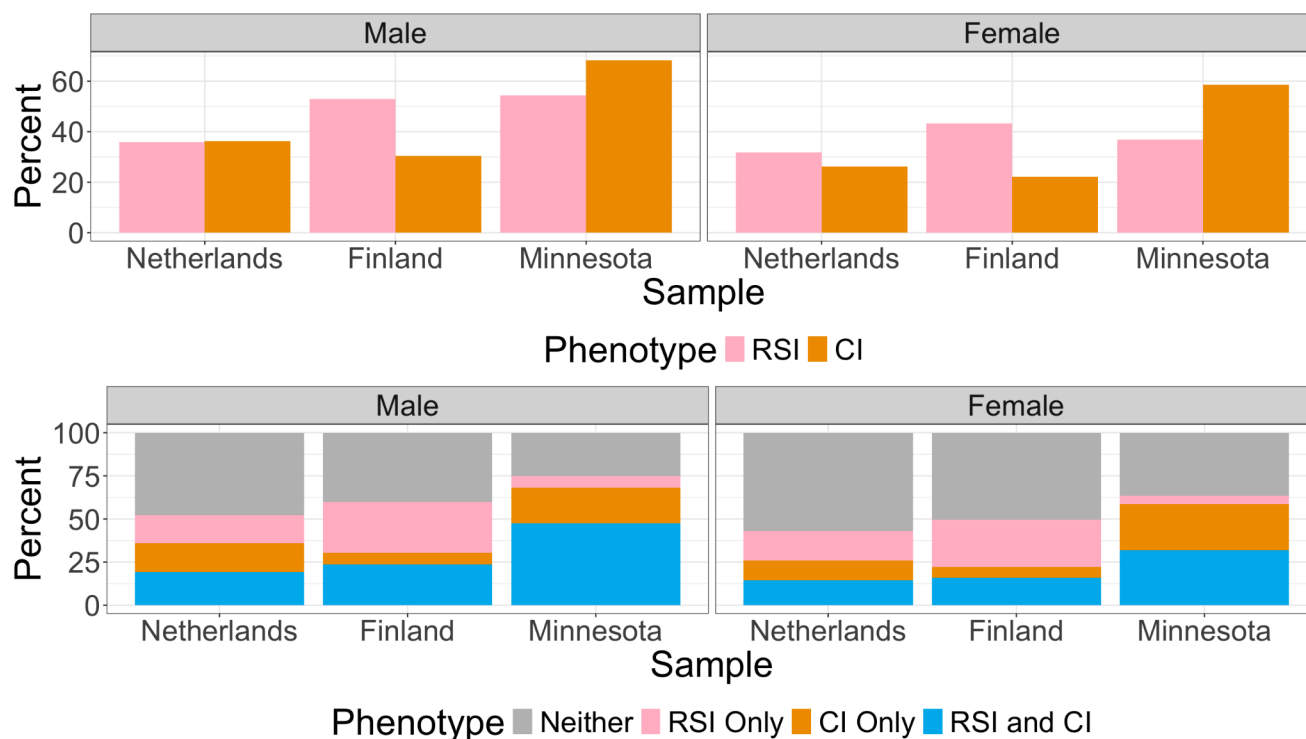 Male Female
Percent
60
40
20
0
Netherlands Finland Minnesota Netherlands Finland Minnesota
Sample
Phenotype RSI CI
Male Female
Percent
100
75
50
25
0
Netherlands Finland Minnesota Netherlands Finland Minnesota
Sample
Phenotype Neither RSI Only CI Only RSI and CI